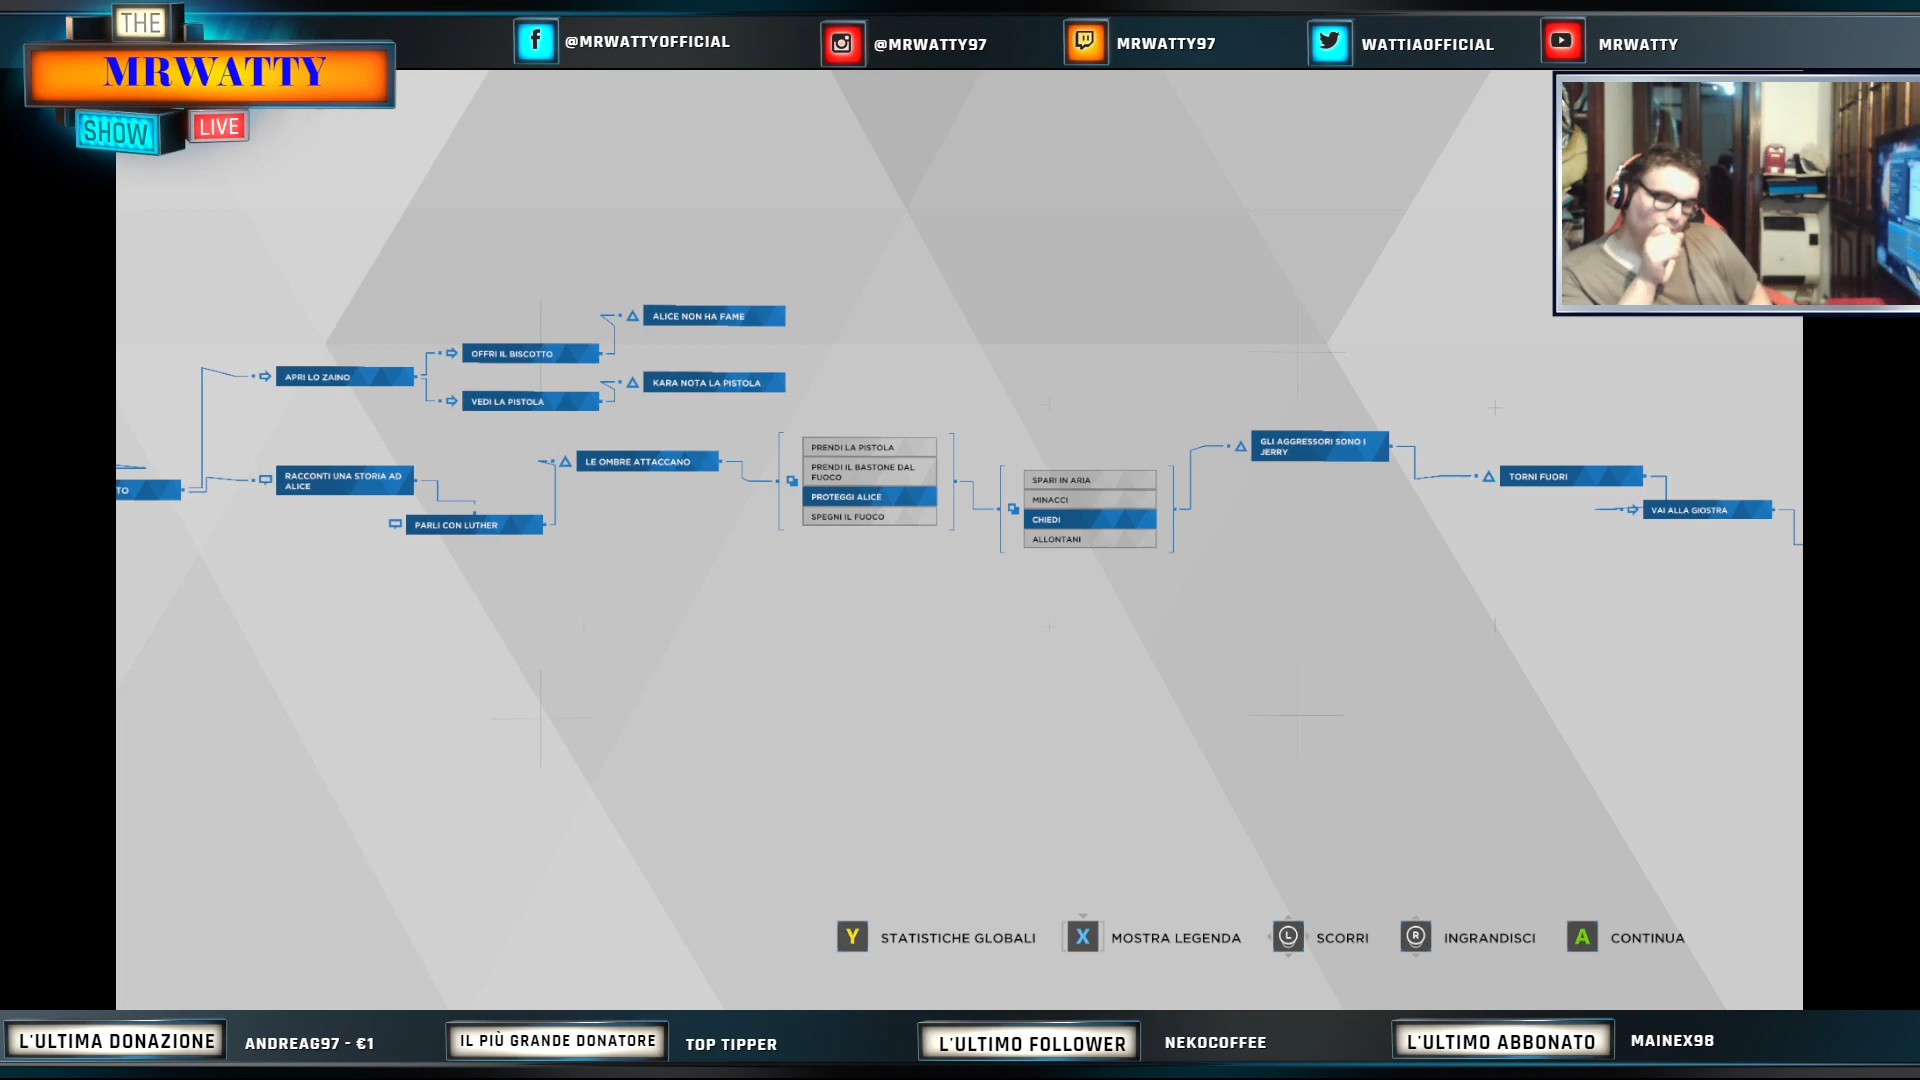 THE
MRWATTY
SHOW
LIVE
@MRWATTYOFFICIAL
@MRWATTY97
MRWATTY97
WATTIAOFFICIAL
MRWATTY
ALICE NON HA FAME
OFFRI IL BISCOTTO
APRI LO ZAINO
KARA NOTA LA PISTOLA
VEDI LA PISTOLA
TO
RACCONTI UNA STORIA AD
ALICE
PARLI CON LUTHER
LE OMBRE ATTACCANO
PRENDI LA PISTOLA
PRENDI IL BASTONE DAL
FUOCO
PROTEGGI ALICE
SPEGNI IL FUOCO
SPARI IN ARIA
MINACCI
CHIEDI
ALLONTANI
GLI AGGRESSORI SONO I
JERRY
TORNI FUORI
VAI ALLA GIOSTRA
Y STATISTICHE GLOBALI
X MOSTRA LEGENDA
L SCORRI
R INGRANDISCI
A CONTINUA
L'ULTIMA DONAZIONE
ANDREAG97 - €1
IL PIÙ GRANDE DONATORE
TOP TIPPER
L'ULTIMO FOLLOWER
NEKOCOFFEE
L'ULTIMO ABBONATO
MAINEX98